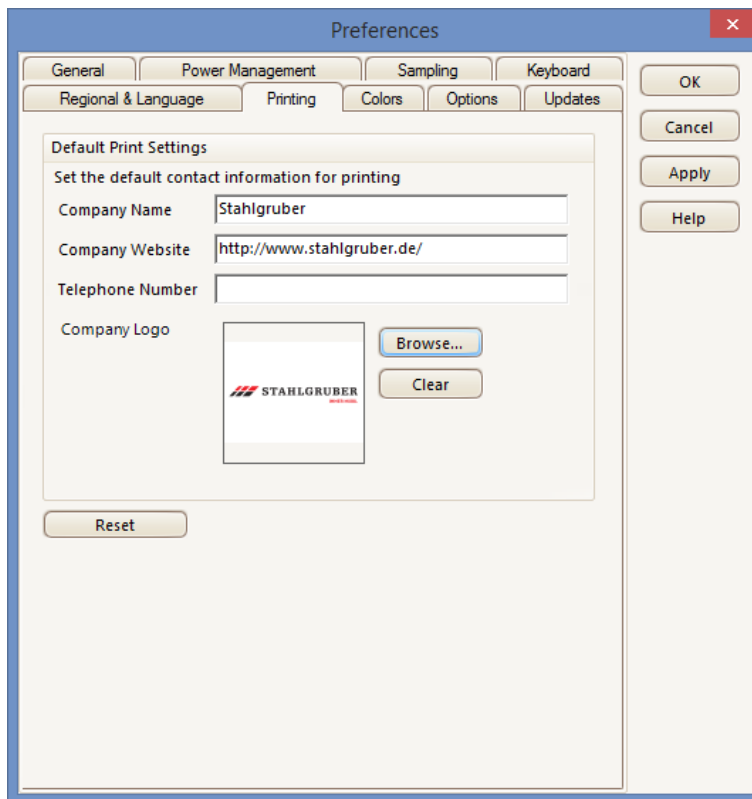 Preferences
General Power Management Sampling Keyboard
Regional & Language Printing Colors Options Updates
OK
Cancel
Apply
Help
Default Print Settings
Set the default contact information for printing
Company Name Stahlgruber
Company Website http://www.stahlgruber.de/
Telephone Number
Company Logo
STAHLGRUBER
Browse...
Clear
Reset